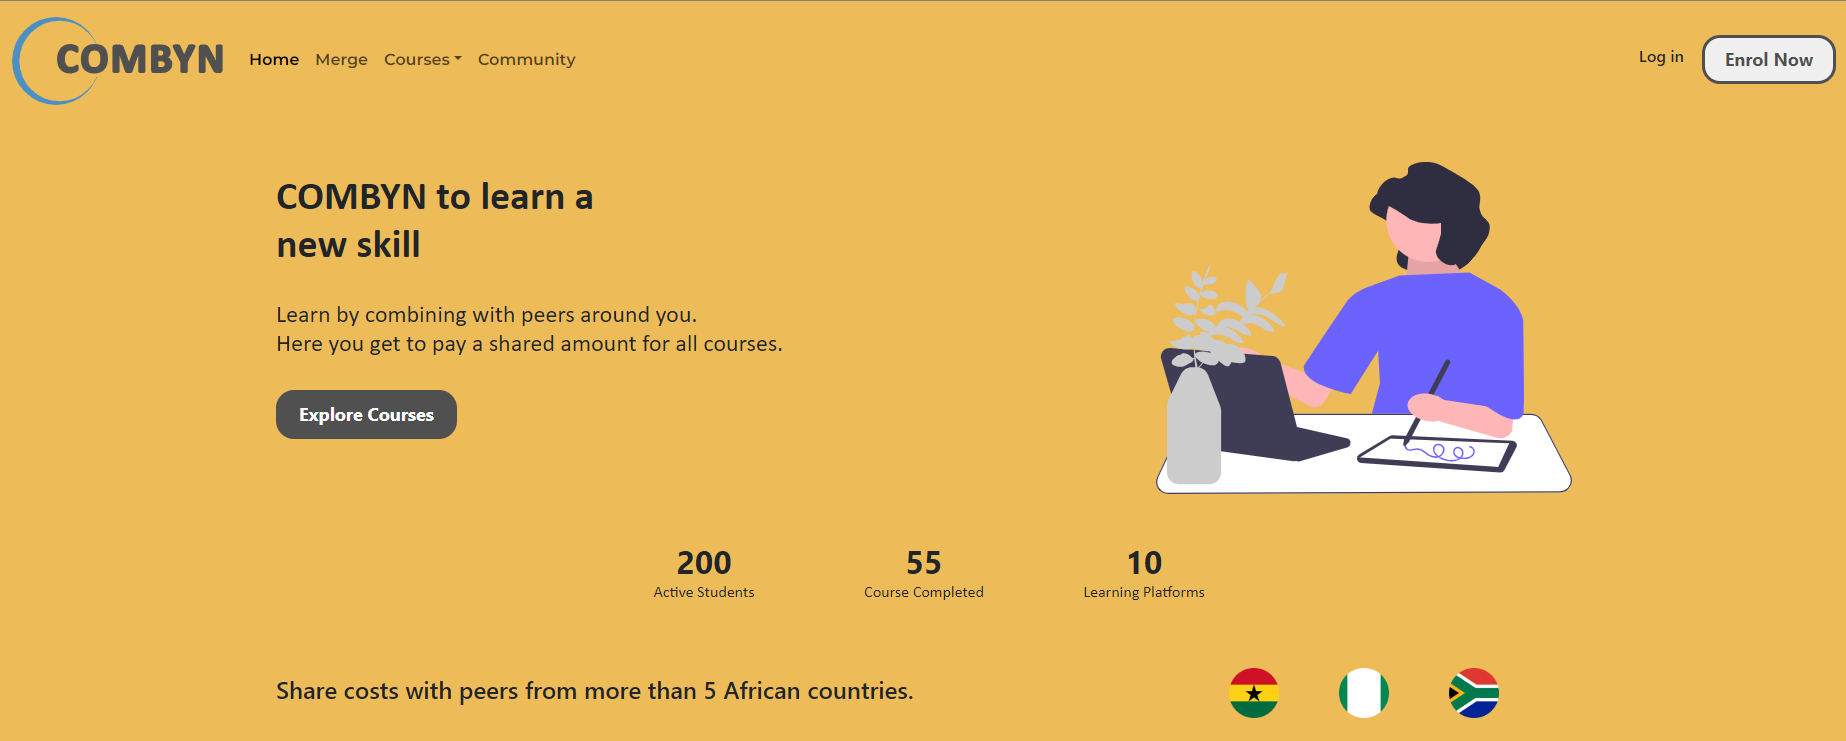 COMBYN
Home Merge Courses Community
Log in
Enrol Now
COMBYN to learn a
new skill
Learn by combining with peers around you.
Here you get to pay a shared amount for all courses.
Explore Courses
200
Active Students
55
Course Completed
10
Learning Platforms
Share costs with peers from more than 5 African countries.